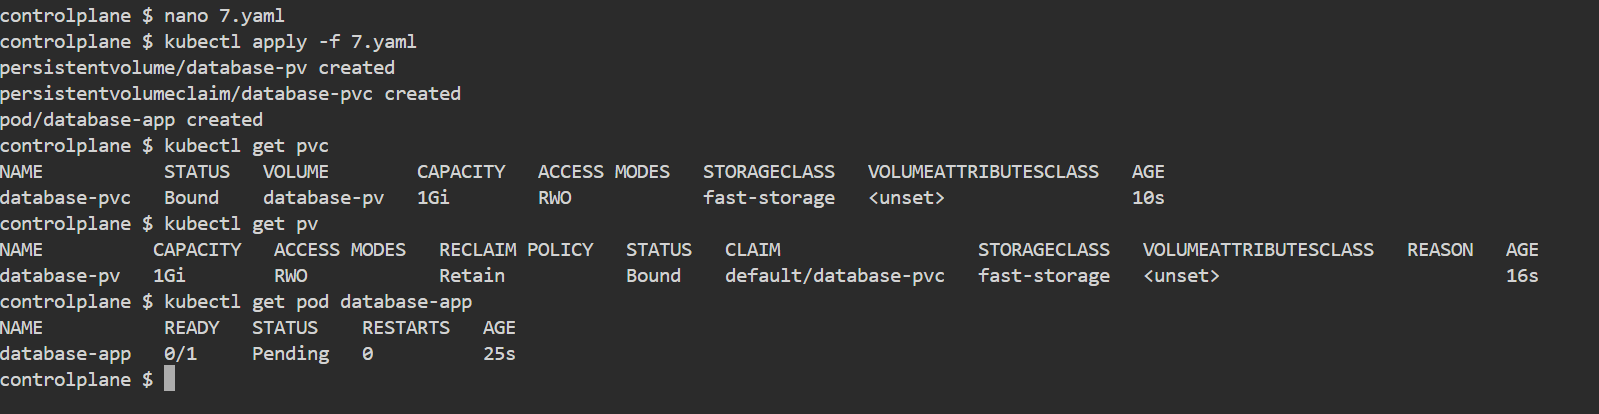 controlplane $ nano 7.yaml
controlplane $ kubectl apply -f 7.yaml
persistentvolume/database-pv created
persistentvolumeclaim/database-pvc created
pod/database-app created
controlplane $ kubectl get pvc
NAME           STATUS   VOLUME        CAPACITY   ACCESS MODES   STORAGECLASS   VOLUMEATTRIBUTESCLASS   AGE
database-pvc   Bound    database-pv   1Gi        RWO            fast-storage   <unset>                 10s
controlplane $ kubectl get pv
NAME          CAPACITY   ACCESS MODES   RECLAIM POLICY   STATUS   CLAIM                  STORAGECLASS   VOLUMEATTRIBUTESCLASS   REASON   AGE
database-pv   1Gi        RWO            Retain           Bound    default/database-pvc   fast-storage   <unset>                          16s
controlplane $ kubectl get pod database-app
NAME           READY   STATUS    RESTARTS   AGE
database-app   0/1     Pending   0          25s
controlplane $